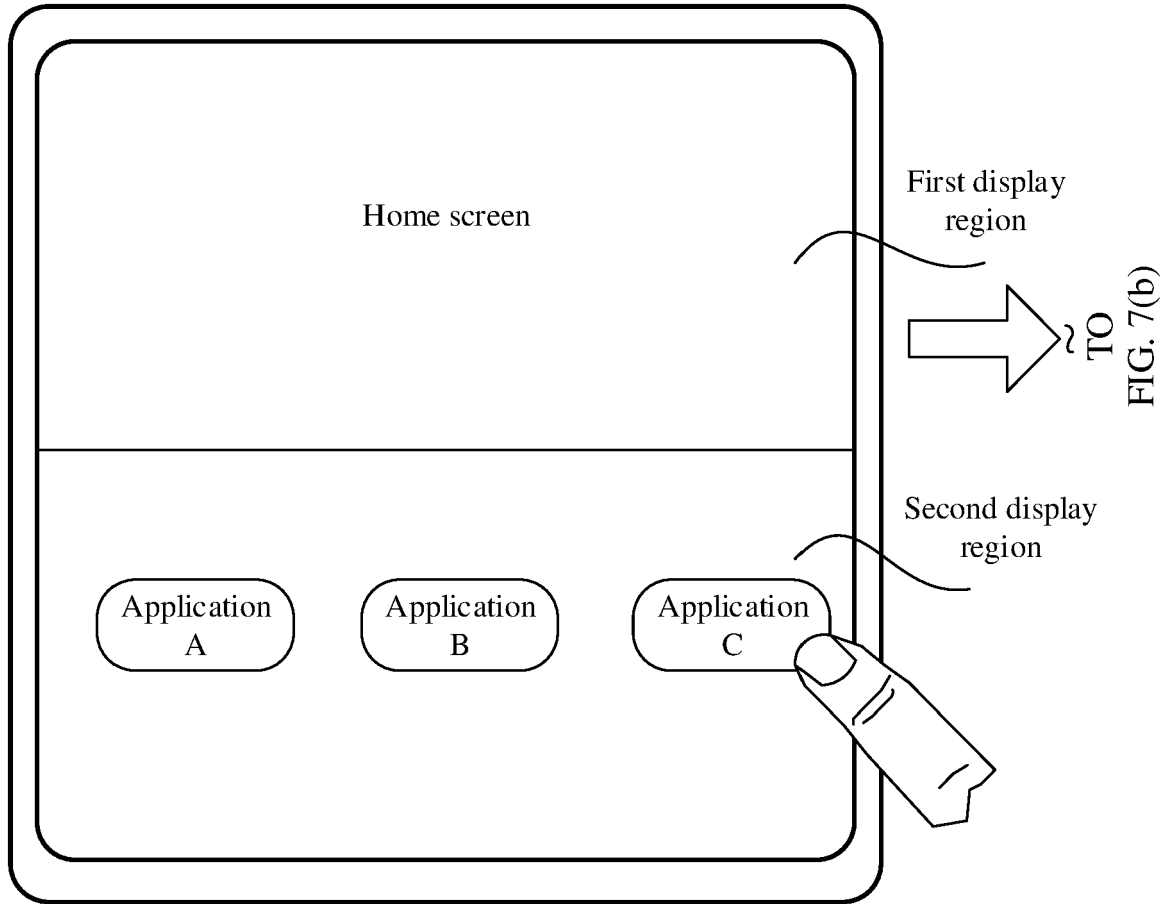 Home screen
First display
region
TO
FIG. 7(b)
Second display
region
Application
A
Application
B
Application
C